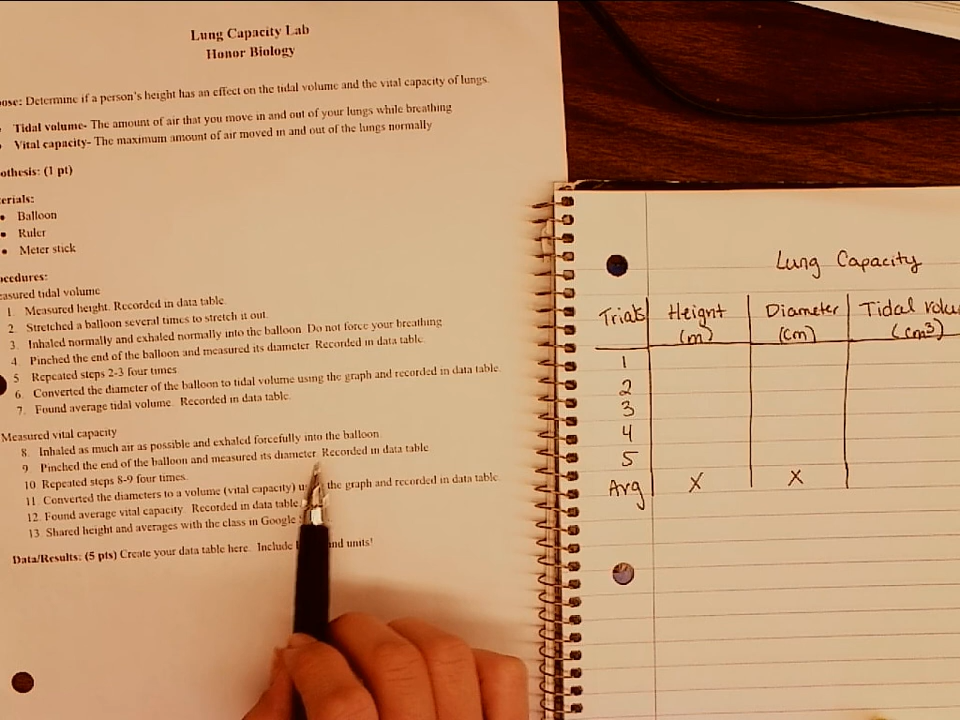 Lung Capacity Lab
Honor Biology
ose: Determine if a person's height has an effect on the tidal volume and the vital capacity of lungs.
Tidal volume- The amount of air that you move in and out of your lungs while breathing
Vital capacity- The maximum amount of air moved in and out of the lungs normally
othesis: (1 pt)
erials:
• Balloon
• Ruler
• Meter stick
ocedures:
easured tidal volume
1. Measured height. Recorded in data table.
2. Stretched a balloon several times to stretch it out.
3. Inhaled normally and exhaled normally into the balloon. Do not force your breathing
4. Pinched the end of the balloon and measured its diameter. Recorded in data table.
5. Repeated steps 2-3 four times
6. Converted the diameter of the balloon to tidal volume using the graph and recorded in data table.
7. Found average tidal volume. Recorded in data table.
Measured vital capacity
8. Inhaled as much air as possible and exhaled forcefully into the balloon.
9. Pinched the end of the balloon and measured its diameter. Recorded in data table
10. Repeated steps 8-9 four times.
11. Converted the diameters to a volume (vital capacity) u the graph and recorded in data table.
12. Found average vital capacity. Recorded in data table
13. Shared height and averages with the class in Google
Data/Results: (5 pts) Create your data table here. Include and units!
Lung Capacity
Trials Height (m) Diameter (cm) Tidal Volu (cm3)
1
2
3
4
5
Avg X X